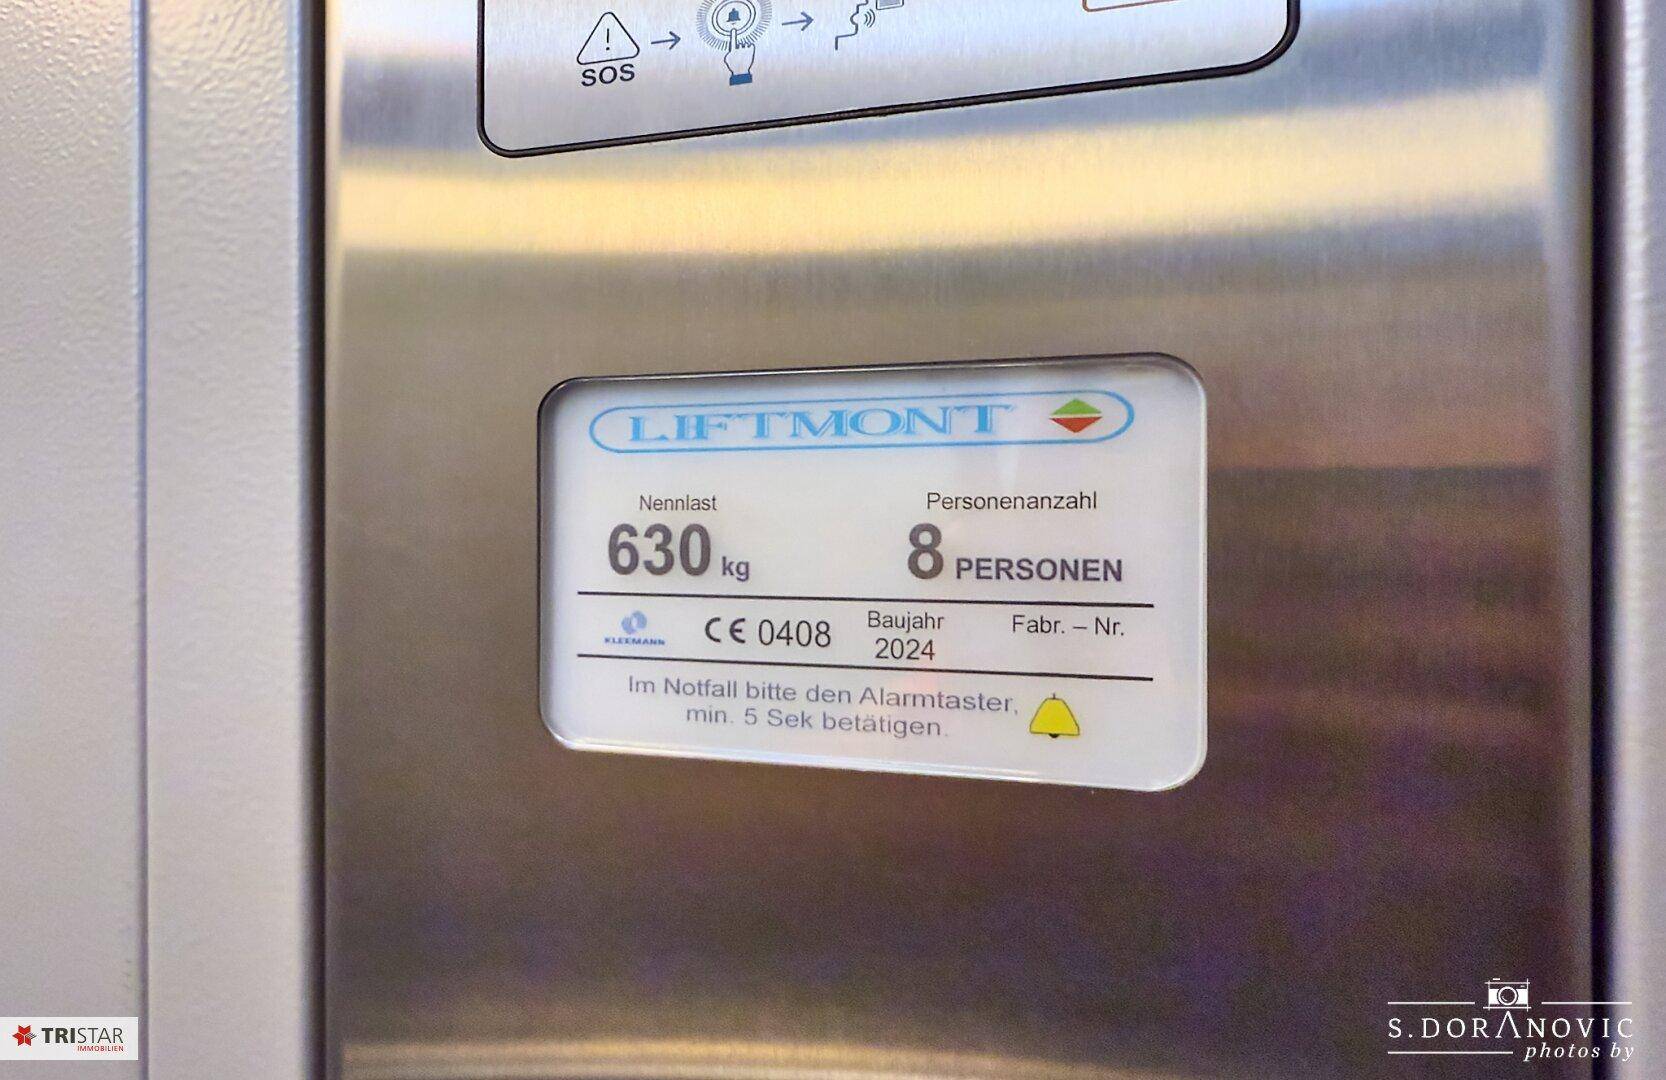 SOS
LIFTMONT
Nennlast
630 kg
Personenanzahl
8 PERSONEN
KLEEMANN
CE 0408
Baujahr
2024
Fabr. – Nr.
Im Notfall bitte den Alarmtaster,
min. 5 Sek betätigen.
TRISTAR
IMMOBILIEN
S.DORANOVIC
photos by